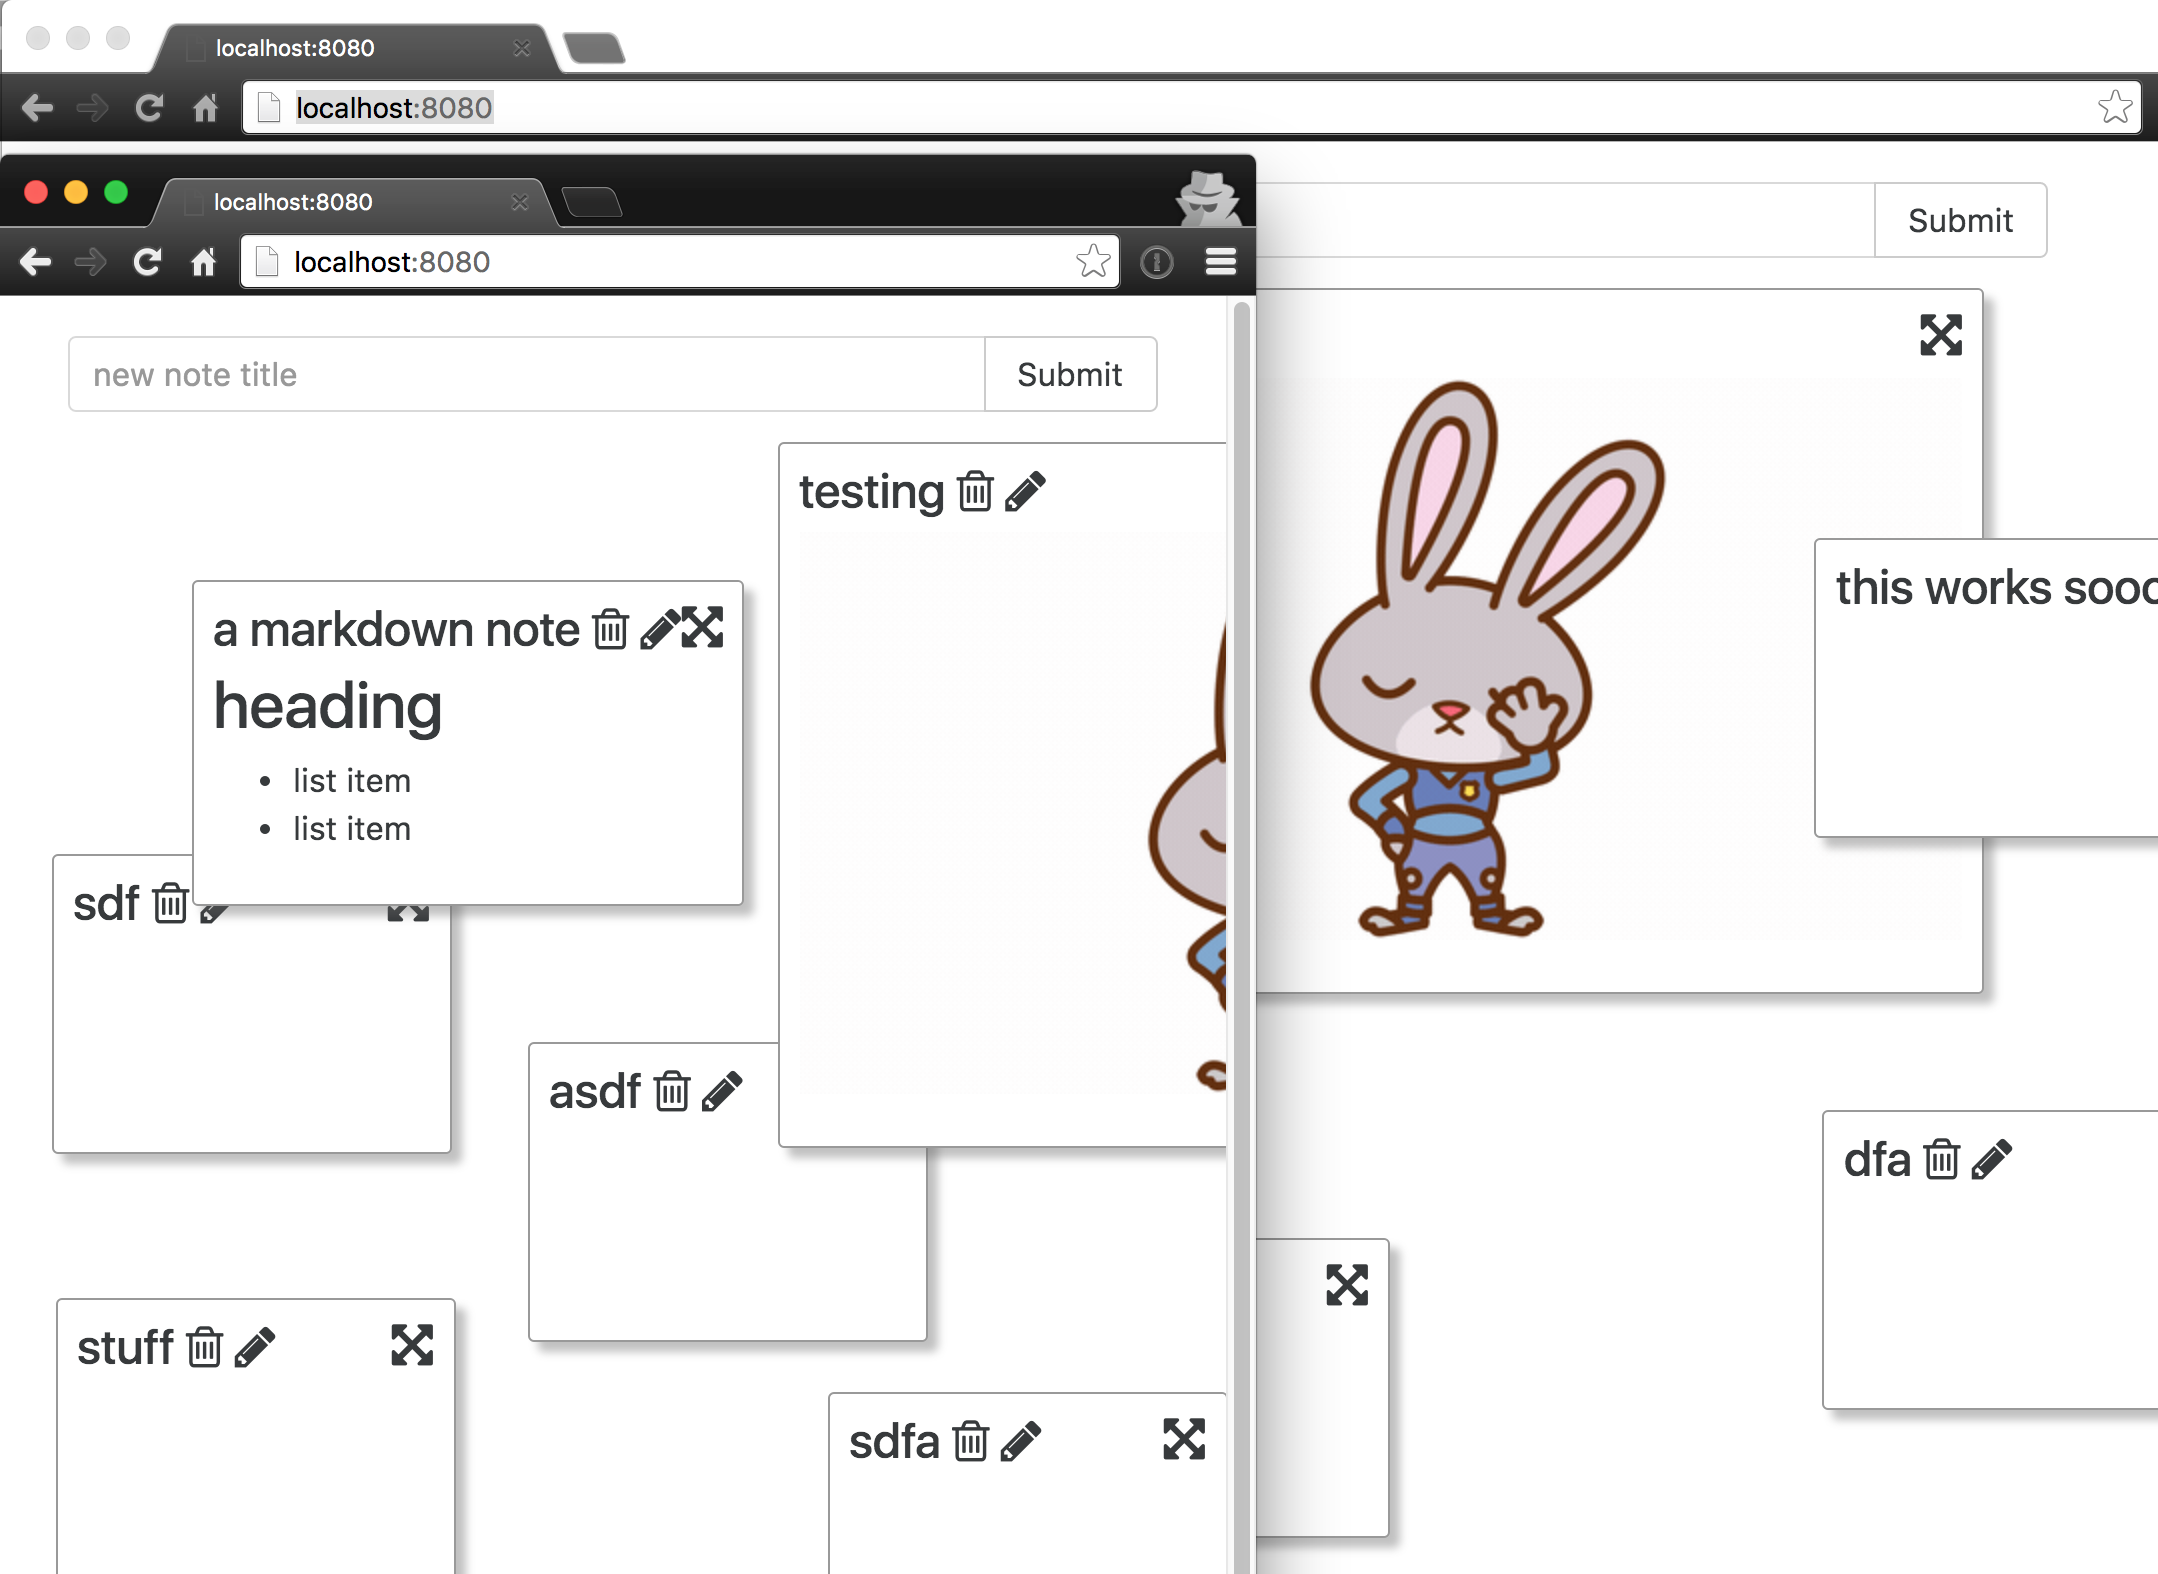 localhost:8080
localhost:8080
localhost:8080
localhost:8080
Submit
new note title
Submit
testing
a markdown note
heading
• list item
• list item
this works sooo
sdf
asdf
dfa
stuff
sdfa